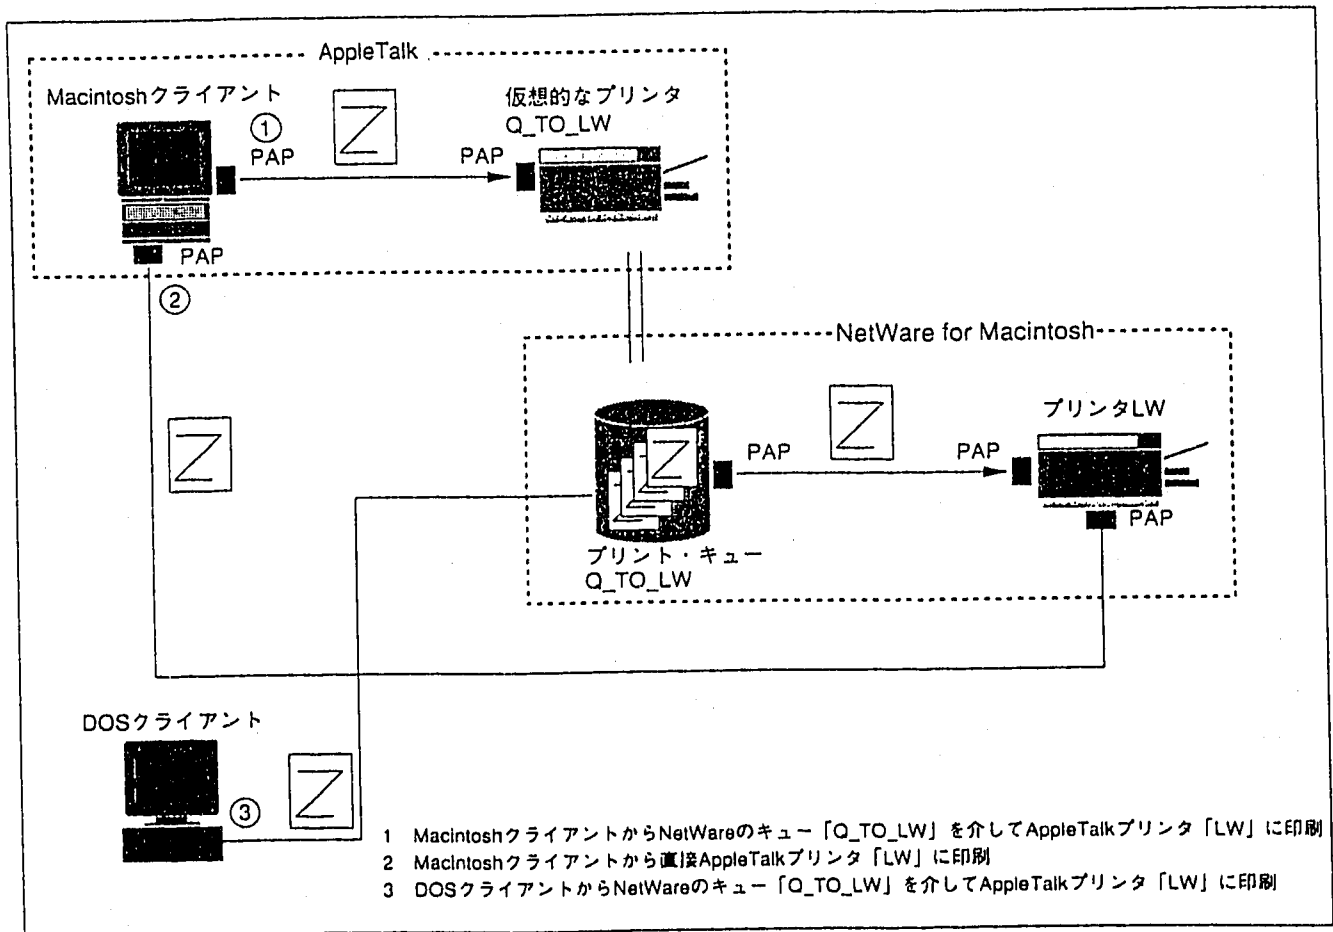 AppleTalk
Macintoshクライアント
①
PAP
PAP
仮想的なプリンタ
Q_TO_LW
PAP
②
NetWare for Macintosh
プリンタLW
PAP
PAP
PAP
プリント・キュー
Q_TO_LW
DOSクライアント
③
1 MacintoshクライアントからNetWareのキュー「Q_TO_LW」を介してAppleTalkプリンタ「LW」に印刷
2 Macintoshクライアントから直接AppleTalkプリンタ「LW」に印刷
3 DOSクライアントからNetWareのキュー「Q_TO_LW」を介してAppleTalkプリンタ「LW」に印刷